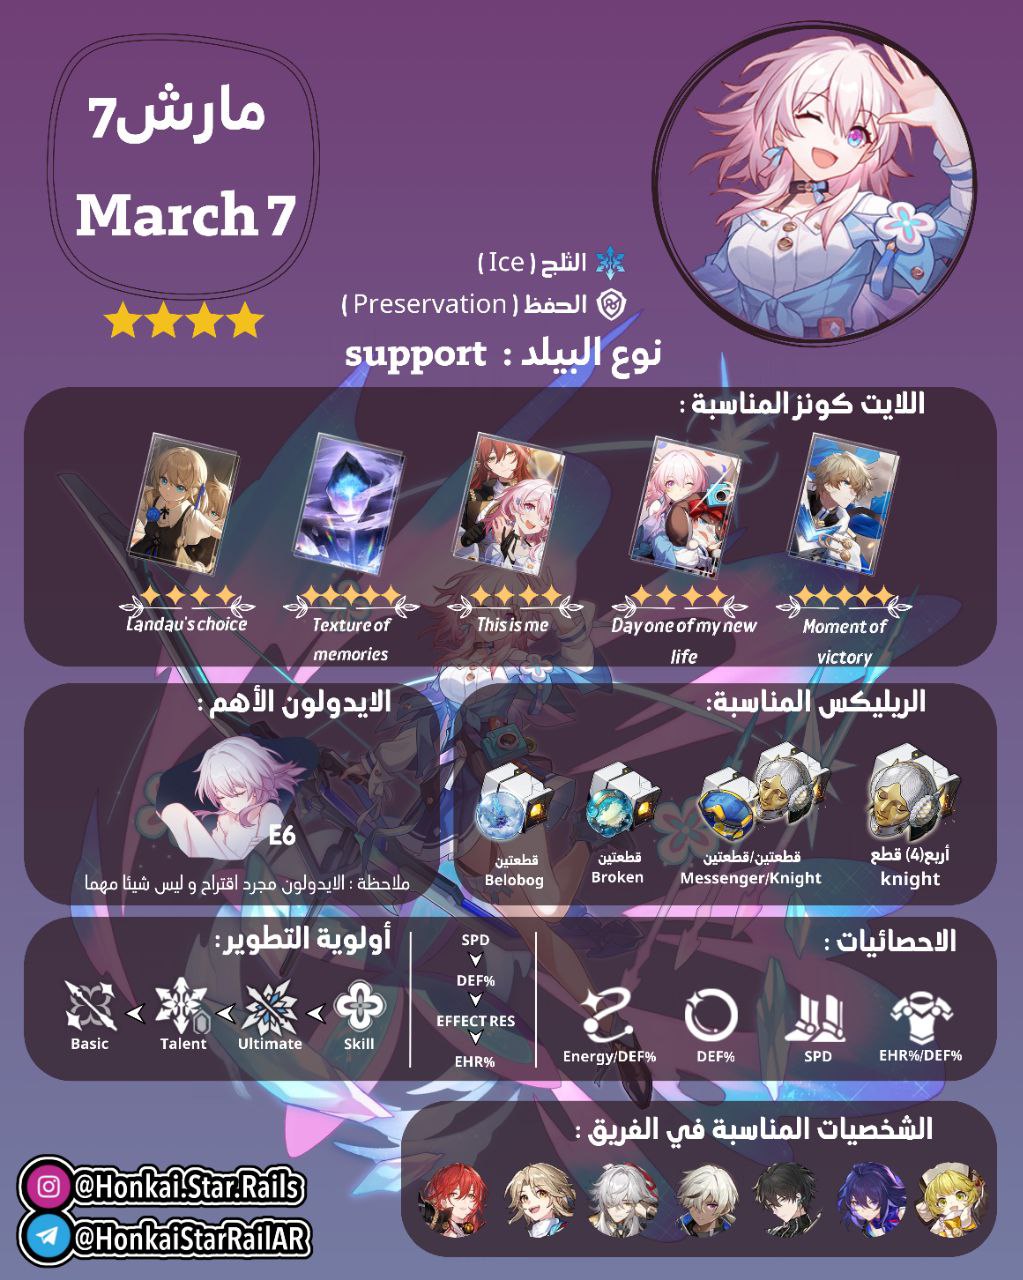 مارش7
March 7
الثلج ( Ice )
الحفظ ( Preservation )
نوع البيلد : support
اللايت كونز المناسبة :
Moment of
victory
Day one of my new
life
This is me
Texture of
memories
Landau's choice
الريليكس المناسبة:
أربع(4) قطع
knight
قطعتين/قطعتين
Messenger/Knight
قطعتين
Broken
قطعتين
Belobog
الايدولون الأهم :
E6
ملاحظة : الايدولون مجرد اقتراح و ليس شيئا مهما
الاحصائيات :
EHR%/DEF%
SPD
DEF%
Energy/DEF%
SPD
DEF%
EFFECT RES
EHR%
أولوية التطوير :
Skill
Ultimate
Talent
Basic
الشخصيات المناسبة في الفريق :
@Honkai.Star.Rails
@HonkaiStarRailAR